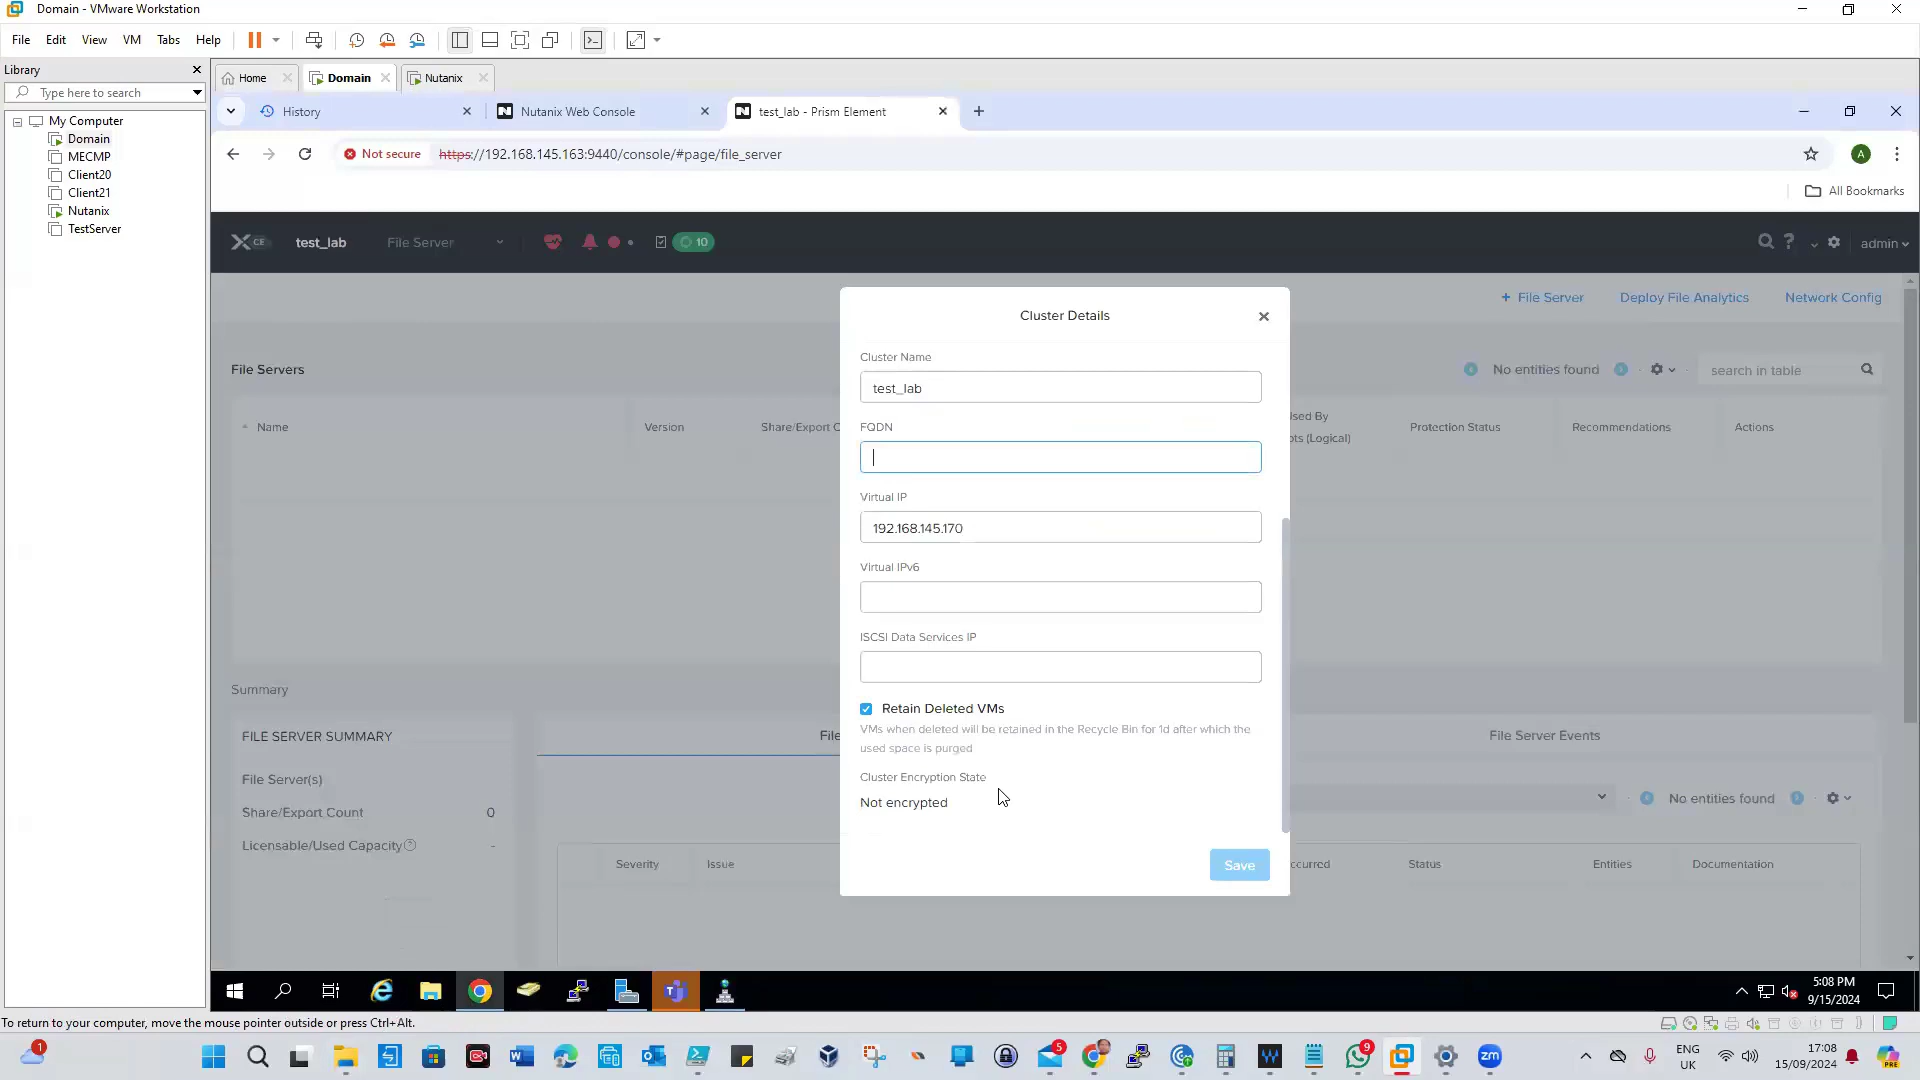 Domain - VMware Workstation
File Edit View VM Tabs Help
Library
Type here to search
My Computer
Domain
MECMP
Client20
Client21
Nutanix
TestServer
Home Domain Nutanix
History Nutanix Web Console test_lab - Prism Element
Not secure https://192.168.145.163:9440/console/#page/file_server A
All Bookmarks
X CE test_lab File Server 10 ? admin
+ File Server Deploy File Analytics Network Config
File Servers No entities found search in table
Name Version Share/Export C
sed By
ots (Logical) Protection Status Recommendations Actions
Cluster Details
Cluster Name
test_lab
FQDN
Virtual IP
192.168.145.170
Virtual IPv6
ISCSI Data Services IP
Retain Deleted VMs
VMs when deleted will be retained in the Recycle Bin for 1d after which the
used space is purged
Cluster Encryption State
Not encrypted
Save
Summary
FILE SERVER SUMMARY
File Server(s)
Share/Export Count 0
Licensable/Used Capacity -
File File Server Events
No entities found
Severity Issue ccurred Status Entities Documentation
5:08 PM
9/15/2024
To return to your computer, move the mouse pointer outside or press Ctrl+Alt.
1 5 9 zm
ENG
UK
17:08
15/09/2024
PRE